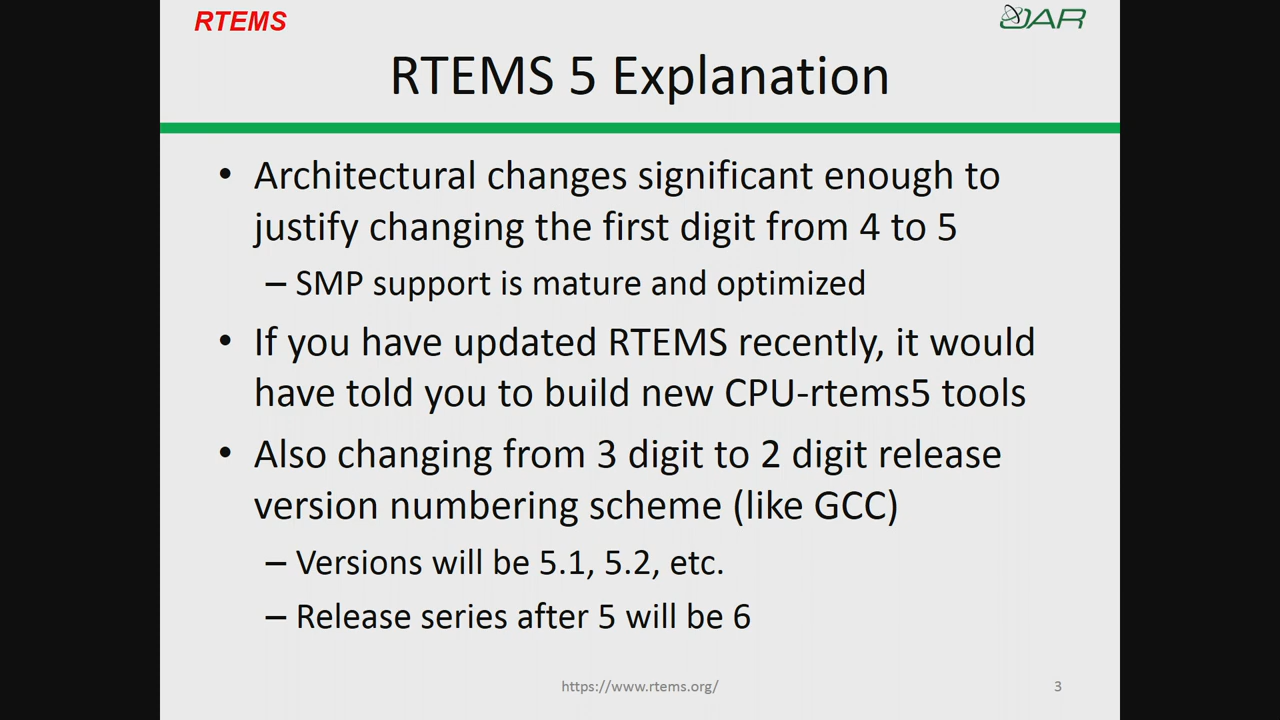 RTEMS
OAR
RTEMS 5 Explanation
• Architectural changes significant enough to
justify changing the first digit from 4 to 5
– SMP support is mature and optimized
• If you have updated RTEMS recently, it would
have told you to build new CPU-rtems5 tools
• Also changing from 3 digit to 2 digit release
version numbering scheme (like GCC)
– Versions will be 5.1, 5.2, etc.
– Release series after 5 will be 6
https://www.rtems.org/
3